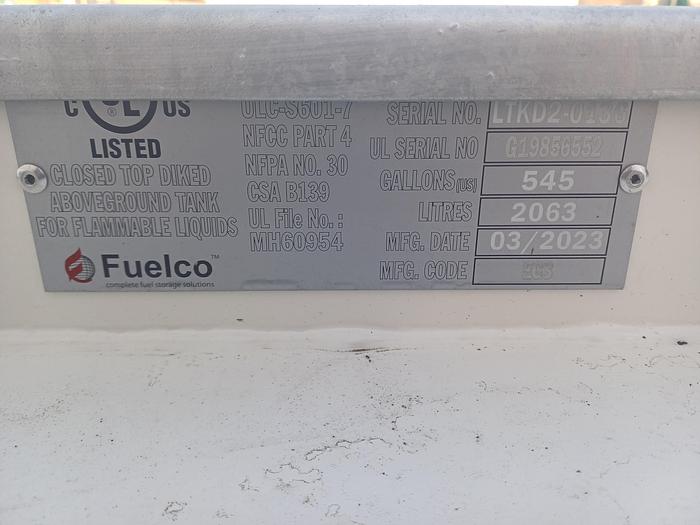 C UL US
LISTED
CLOSED TOP DIKED
ABOVEGROUND TANK
FOR FLAMMABLE LIQUIDS
Fuelco™
complete fuel storage solutions
ULC-S601-7
NFCC PART 4
NFPA NO. 30
CSA B139
UL File No.:
MH60954
SERIAL NO.
UL SERIAL NO G19856552
GALLONS (US) 545
LITRES 2063
MFG. DATE 03/2023
MFG. CODE